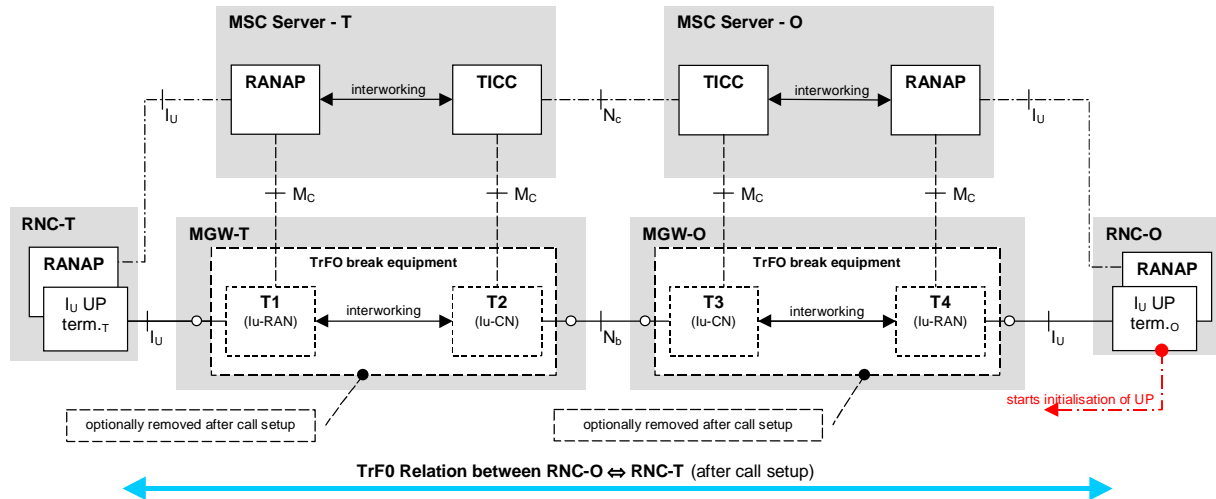 MSC Server - T
MSC Server - O
RANAP
interworking
TICC
TICC
interworking
RANAP
IU
Nc
IU
MC
MC
MC
MC
RNC-T
MGW-T
MGW-O
RNC-O
RANAP
TrFO break equipment
TrFO break equipment
RANAP
IU UP
term.T
T1
(Iu-RAN)
interworking
T2
(Iu-CN)
T3
(Iu-CN)
interworking
T4
(Iu-RAN)
IU UP
term.O
IU
Nb
IU
starts initialisation of UP
optionally removed after call setup
optionally removed after call setup
TrF0 Relation between RNC-O ⇔ RNC-T (after call setup)